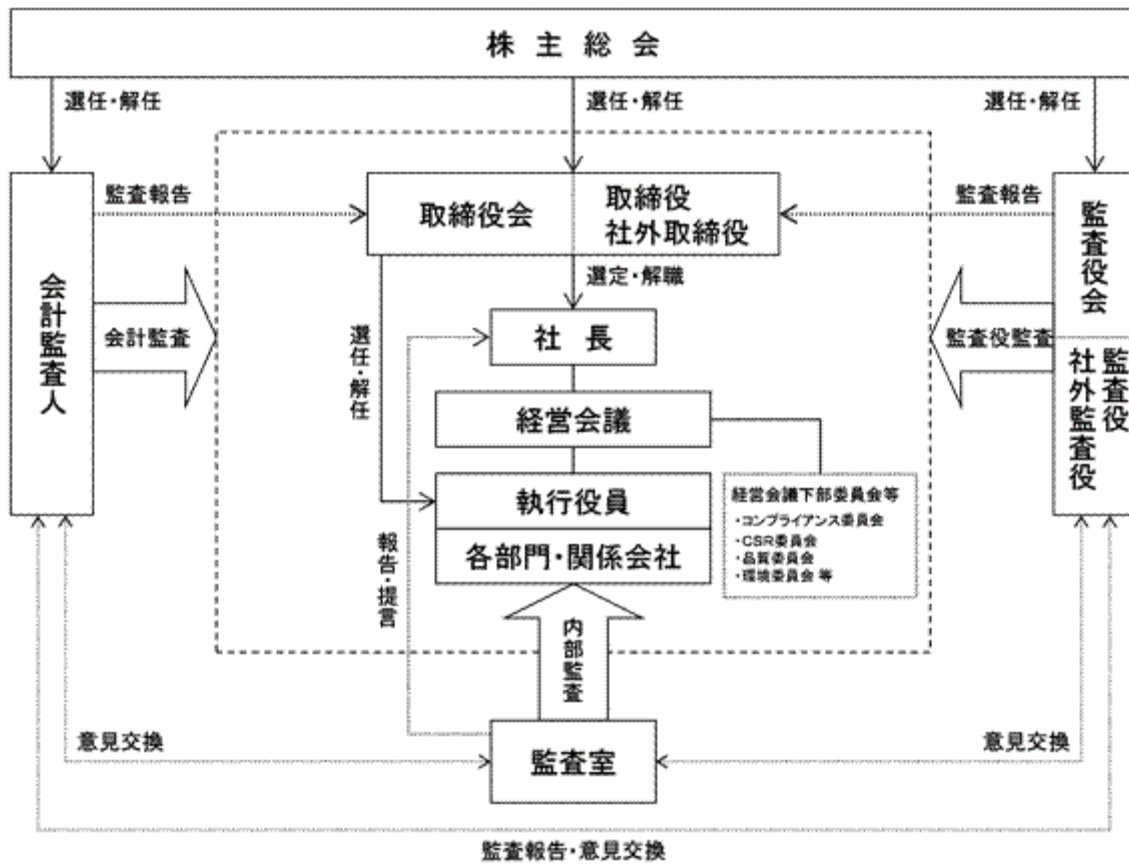 株主総会
選任・解任
選任・解任
選任・解任
監査報告
取締役会
取締役
社外取締役
監査報告
監査役会
会計監査人
選定・解職
会計監査
社長
監査役監査
選任・解任
監査役
社外監査役
経営会議
執行役員
経営会議下部委員会等
・コンプライアンス委員会
・CSR委員会
・品質委員会
・環境委員会 等
各部門・関係会社
報告・提言
内部監査
意見交換
監査室
意見交換
監査報告・意見交換